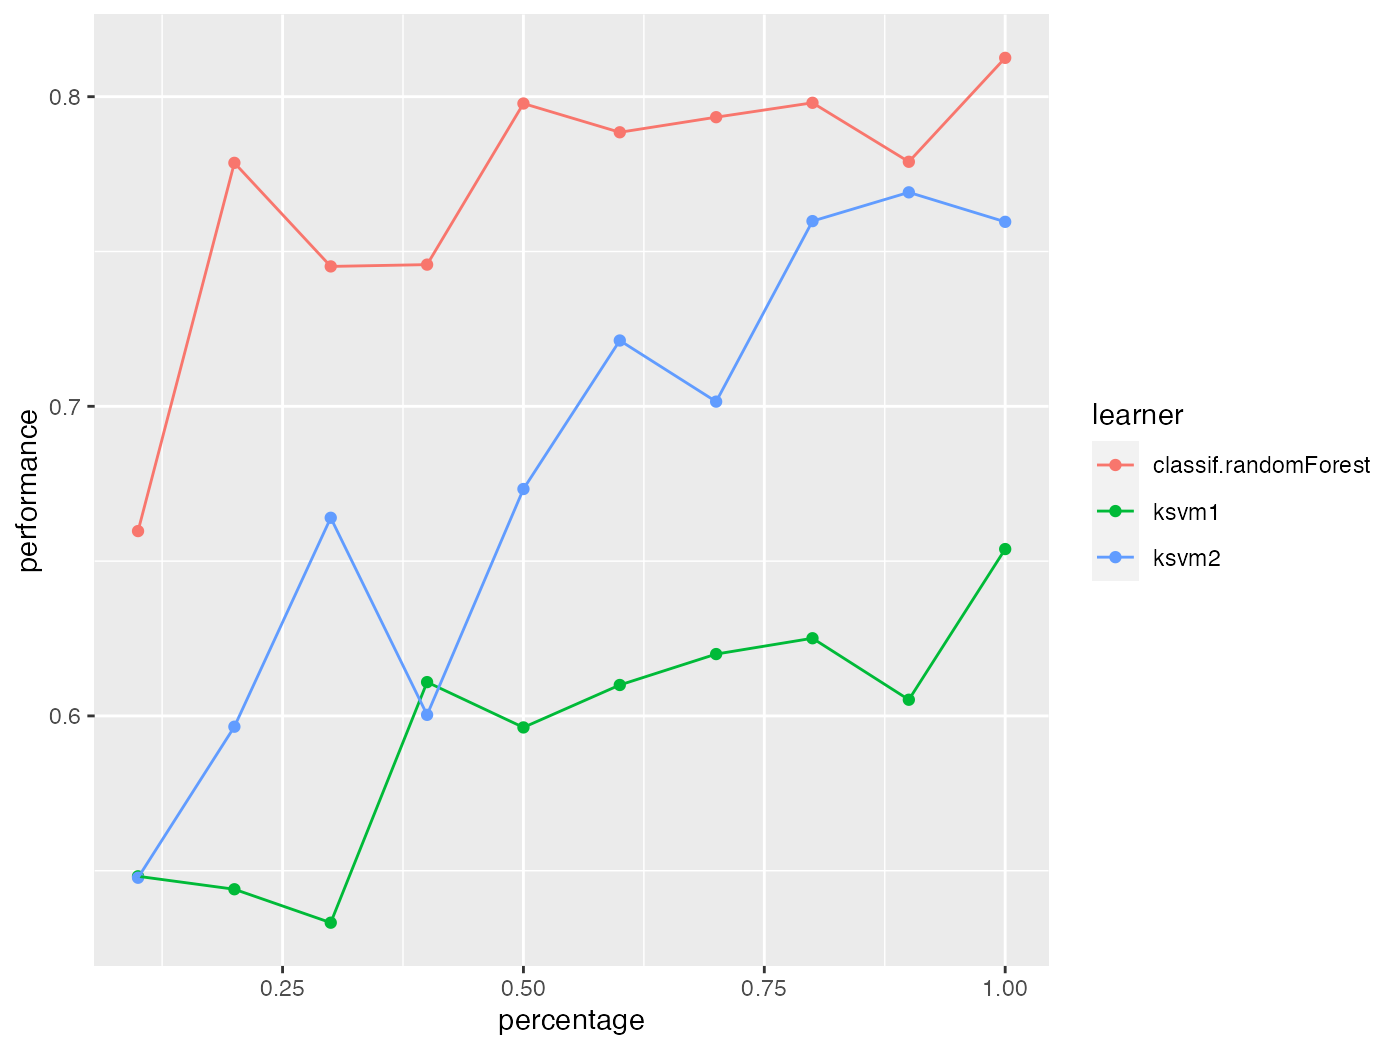 0.8
0.7
0.6
performance
0.25 0.50 0.75 1.00
percentage
learner
classif.randomForest
ksvm1
ksvm2